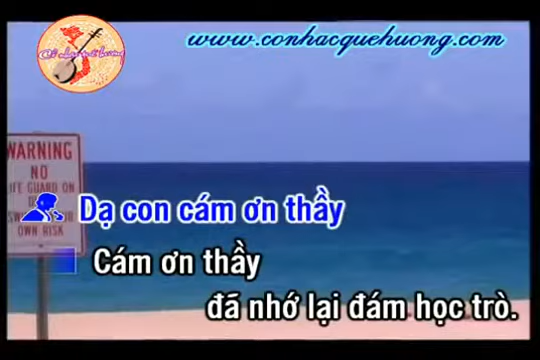 www.conhacquehuong.com
WARNING
NO
LIFE GUARD ON
OWN RISK
Dạ con cám ơn thầy
Cám ơn thầy
đã nhớ lại đám học trò.